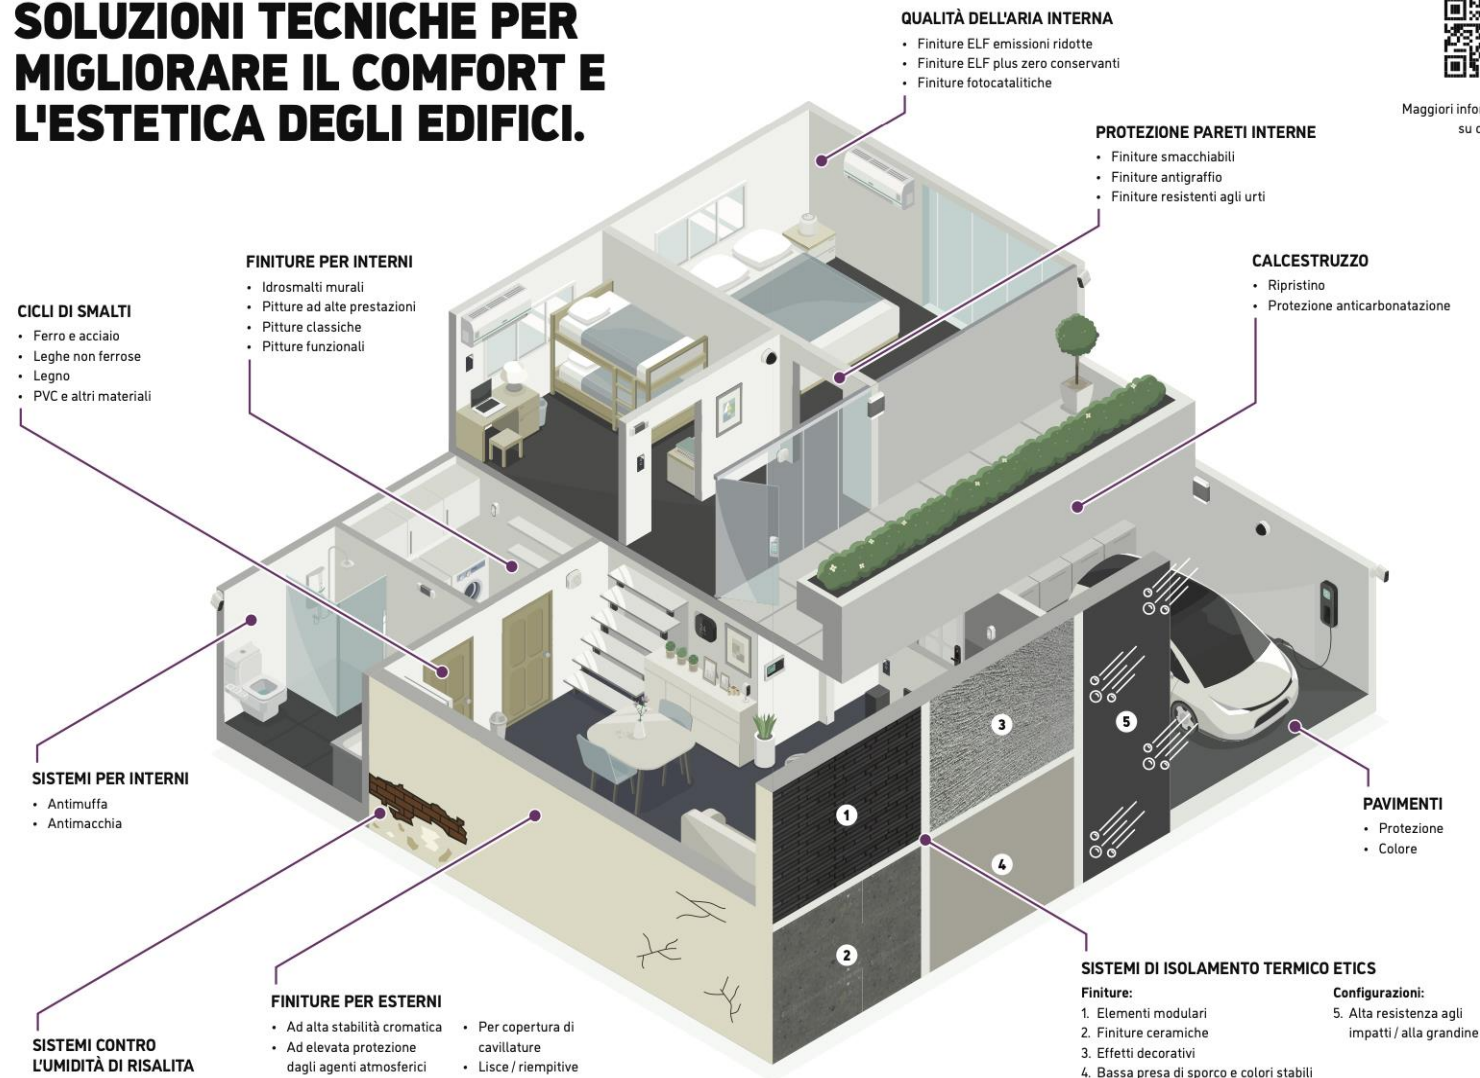 SOLUZIONI TECNICHE PER
MIGLIORARE IL COMFORT E
L'ESTETICA DEGLI EDIFICI.
QUALITÀ DELL'ARIA INTERNA
• Finiture ELF emissioni ridotte
• Finiture ELF plus zero conservanti
• Finiture fotocatalitiche
Maggiori infor
su
PROTEZIONE PARETI INTERNE
• Finiture smacchiabili
• Finiture antigraffio
• Finiture resistenti agli urti
FINITURE PER INTERNI
• Idrosmalti murali
• Pitture ad alte prestazioni
• Pitture classiche
• Pitture funzionali
CALCESTRUZZO
• Ripristino
• Protezione anticarbonatazione
CICLI DI SMALTI
• Ferro e acciaio
• Leghe non ferrose
• Legno
• PVC e altri materiali
1
2
3
4
5
SISTEMI PER INTERNI
• Antimuffa
• Antimacchia
PAVIMENTI
• Protezione
• Colore
SISTEMI CONTRO
L'UMIDITÀ DI RISALITA
FINITURE PER ESTERNI
• Ad alta stabilità cromatica
• Ad elevata protezione
dagli agenti atmosferici
• Per copertura di
cavillature
• Lisce / riempitive
SISTEMI DI ISOLAMENTO TERMICO ETICS
Finiture:
1. Elementi modulari
2. Finiture ceramiche
3. Effetti decorativi
4. Bassa presa di sporco e colori stabili
Configurazioni:
5. Alta resistenza agli
impatti / alla grandine